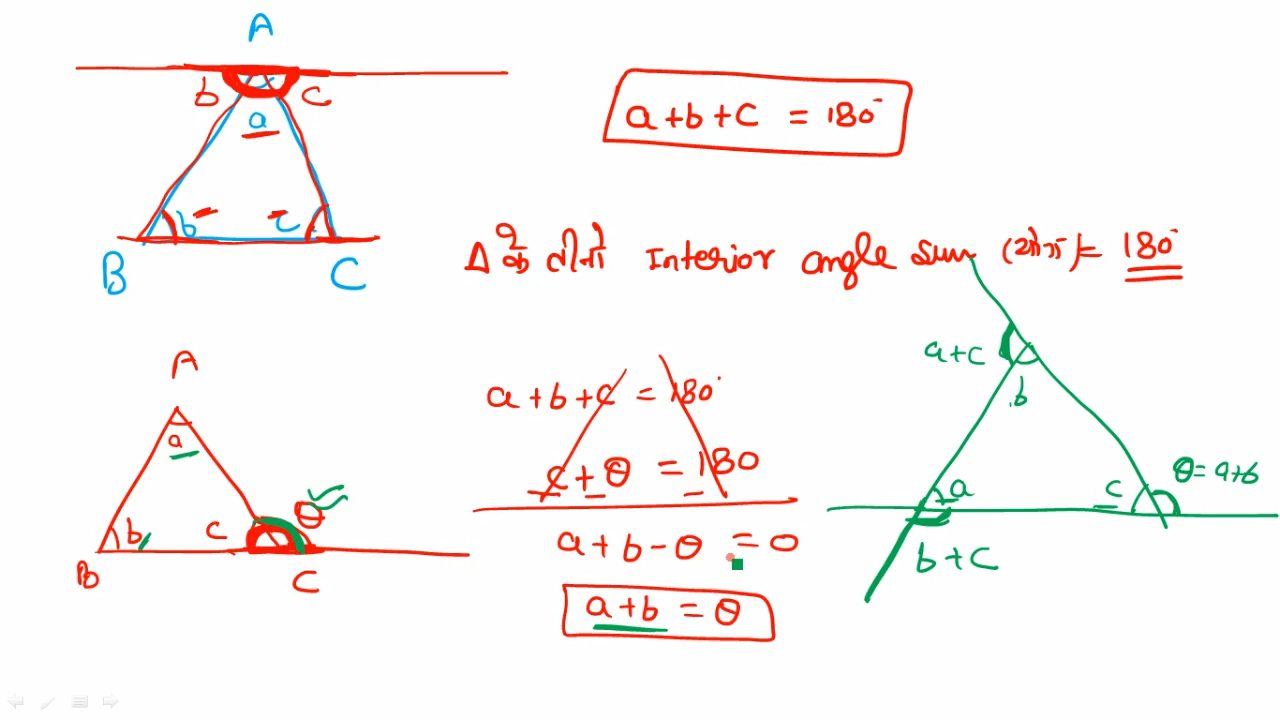 A
b c
a
b c
B C
a+b+c = 180°
Δ के तीनों Interior angle sum (योग) = 180°
A
a
b c θ
B C
a+b+c = 180°
c+θ = 180
a+b-θ = 0
a+b = θ
a+c
b
a c θ=a+b
b+c